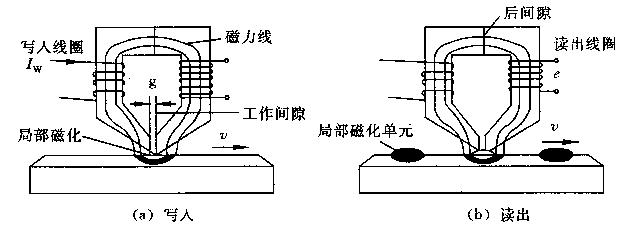 写入线圈
I_W
磁力线
g
工作间隙
局部磁化
v
(a) 写入
后间隙
读出线圈
e
局部磁化单元
v
(b) 读出